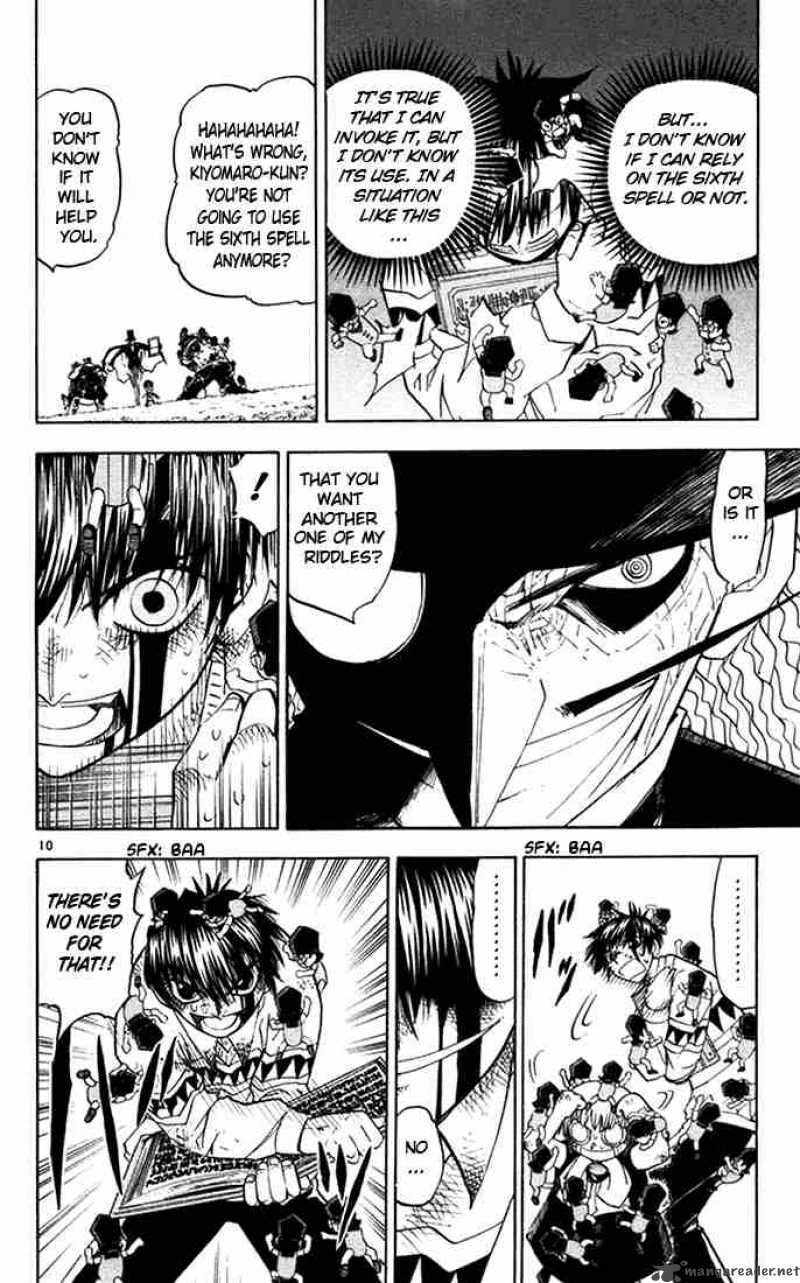 BUT...
I DON'T KNOW
IF I CAN RELY
ON THE SIXTH
SPELL OR NOT.
IT'S TRUE
THAT I CAN
INVOKE IT, BUT
I DON'T KNOW
ITS USE. IN A
SITUATION
LIKE THIS
...
HAHAHAHAHA!
WHAT'S WRONG,
KIYOMARO-KUN?
YOU'RE NOT
GOING TO USE
THE SIXTH SPELL
ANYMORE?
YOU
DON'T
KNOW
IF IT
WILL
HELP
YOU.
OR
IS IT
...
THAT YOU
WANT
ANOTHER
ONE OF MY
RIDDLES?
!
10
SFX: BAA
SFX: BAA
.......
.......
NO
...
THERE'S
NO NEED
FOR
THAT!!
mangareader.net